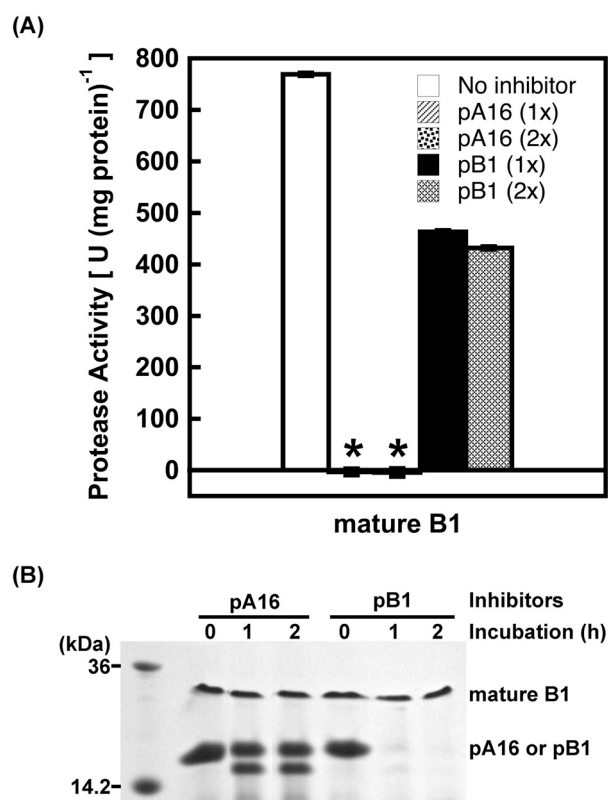 (A)
Protease Activity [ U (mg protein)⁻¹ ]
800
700
600
500
400
300
200
100
0
No inhibitor
pA16 (1x)
pA16 (2x)
pB1 (1x)
pB1 (2x)
* *
mature B1
(B)
pA16 pB1 Inhibitors
(kDa) 0 1 2 0 1 2 Incubation (h)
36
mature B1
pA16 or pB1
14.2